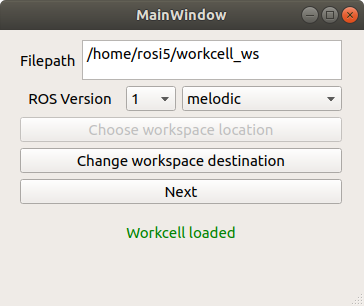 MainWindow
Filepath /home/rosi5/workcell_ws
ROS Version 1 melodic
Choose workspace location
Change workspace destination
Next
Workcell loaded